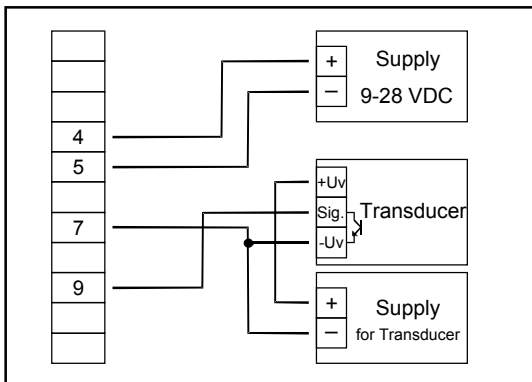 4
5
7
9
+ Supply
− 9-28 VDC
+Uv
Sig. Transducer
-Uv
+ Supply
− for Transducer